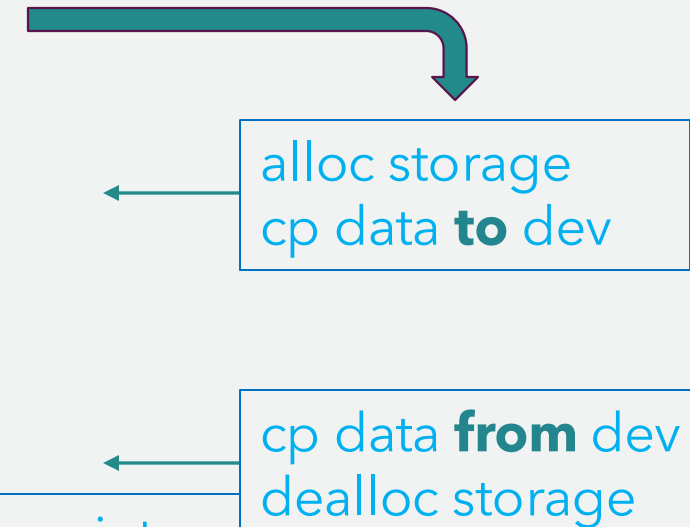 alloc storage
cp data to dev
cp data from dev
dealloc storage